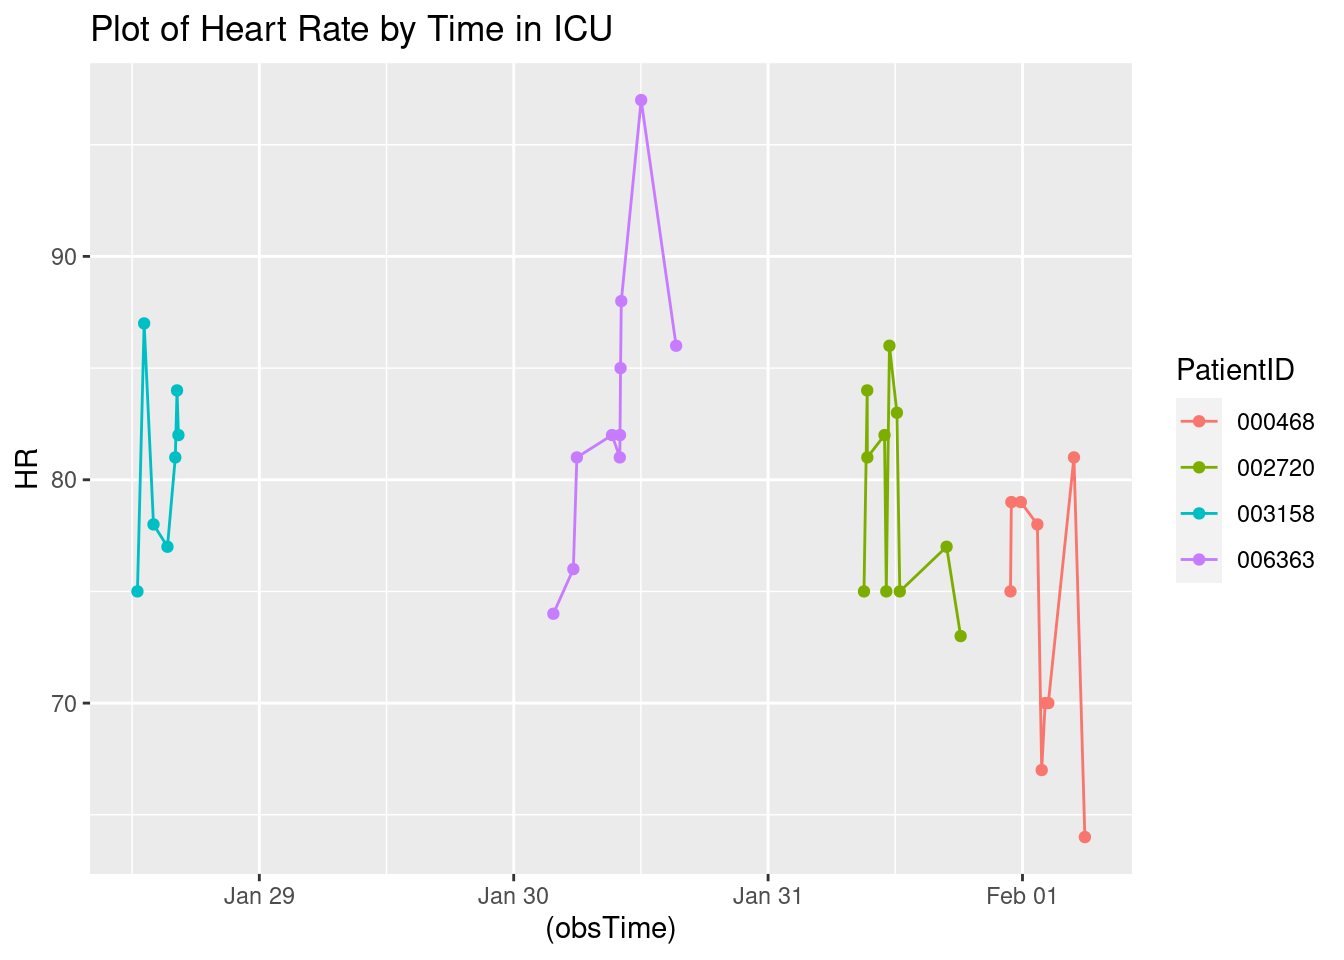 Plot of Heart Rate by Time in ICU
HR
90
80
70
Jan 29 Jan 30 Jan 31 Feb 01
(obsTime)
PatientID
000468
002720
003158
006363